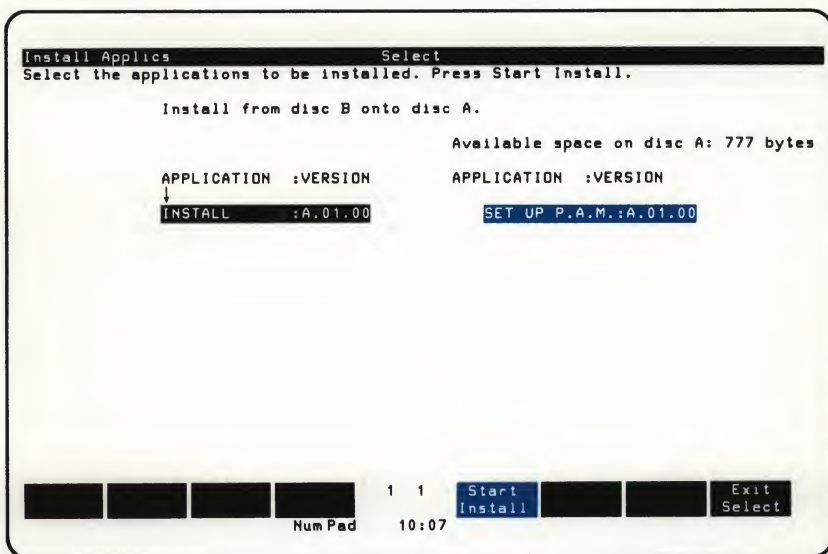 Install Applics Select
Select the applications to be installed. Press Start Install.
Install from disc B onto disc A.
Available space on disc A: 777 bytes
APPLICATION :VERSION APPLICATION :VERSION
INSTALL :A.01.00 SET UP P.A.M.:A.01.00
1 1 Start Install Exit Select
Num Pad 10:07